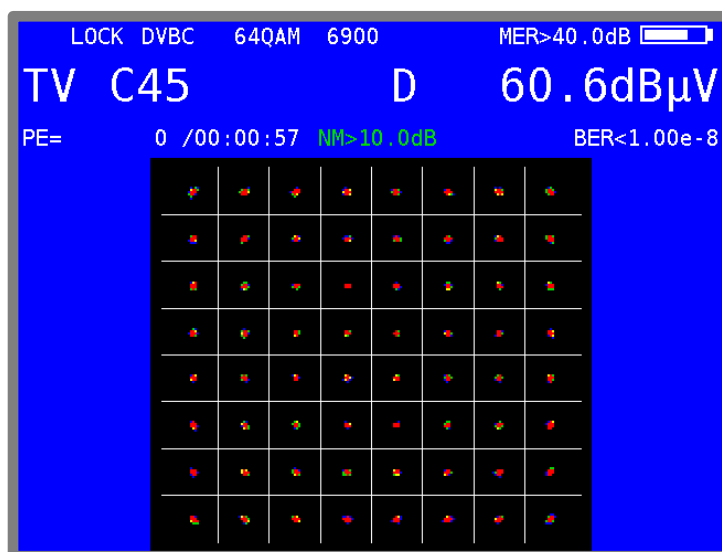 LOCK DVBC 64QAM 6900 MER>40.0dB
TV C45 D 60.6dBµV
PE= 0 /00:00:57 NM>10.0dB BER<1.00e-8